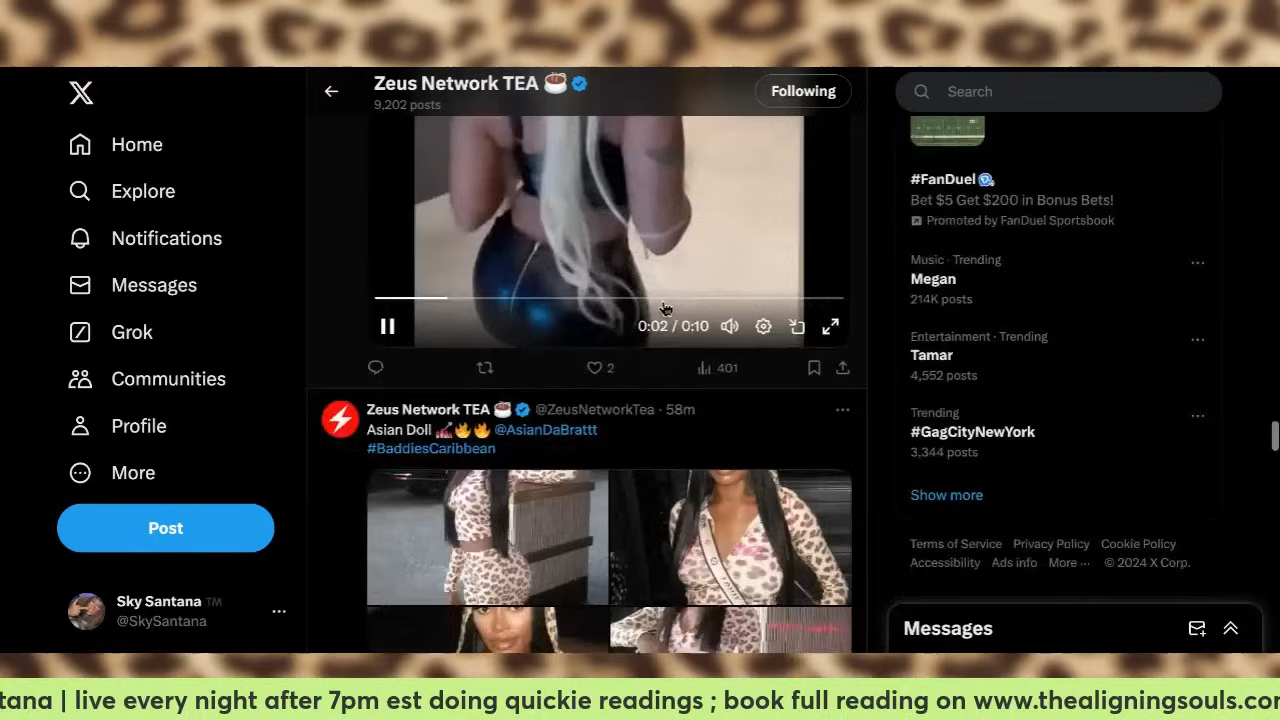 Home
Explore
Notifications
Messages
Grok
Communities
Profile
More
Post
Sky Santana ™
@SkySantana
Zeus Network TEA ☕
9,202 posts
Following
0:02 / 0:10
2
401
Zeus Network TEA ☕ @ZeusNetworkTea · 58m
Asian Doll 💅🔥🔥 @AsianDaBrattt
#BaddiesCaribbean
Search
#FanDuel
Bet $5 Get $200 in Bonus Bets!
Promoted by FanDuel Sportsbook
Music · Trending
Megan
214K posts
Entertainment · Trending
Tamar
4,552 posts
Trending
#GagCityNewYork
3,344 posts
Show more
Terms of Service Privacy Policy Cookie Policy
Accessibility Ads info More ··· © 2024 X Corp.
Messages
tana | live every night after 7pm est doing quickie readings ; book full reading on www.thealigningsouls.co